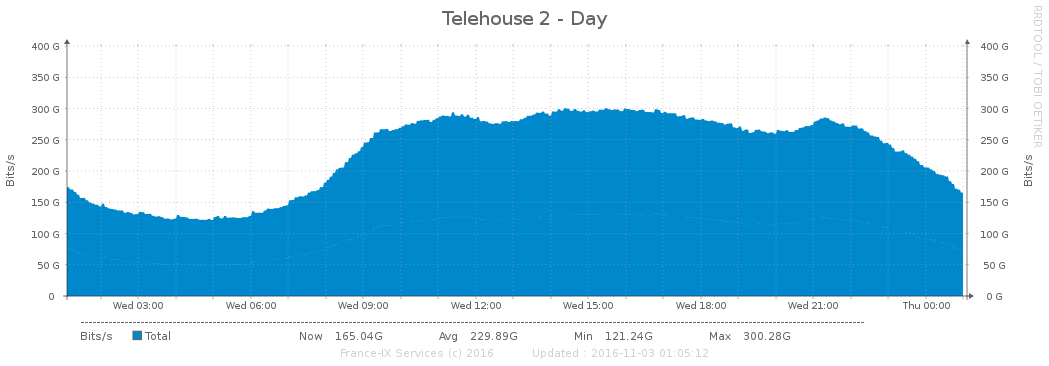 Telehouse 2 - Day
RRDTOOL / TOBI OETIKER
400 G 400 G
350 G 350 G
300 G 300 G
250 G 250 G
200 G 200 G
150 G 150 G
100 G 100 G
50 G 50 G
0 0 G
Bits/s
Bits/s
Wed 03:00 Wed 06:00 Wed 09:00 Wed 12:00 Wed 15:00 Wed 18:00 Wed 21:00 Thu 00:00
Bits/s Total Now 165.04G Avg 229.89G Min 121.24G Max 300.28G
France-IX Services (c) 2016 Updated : 2016-11-03 01:05:12